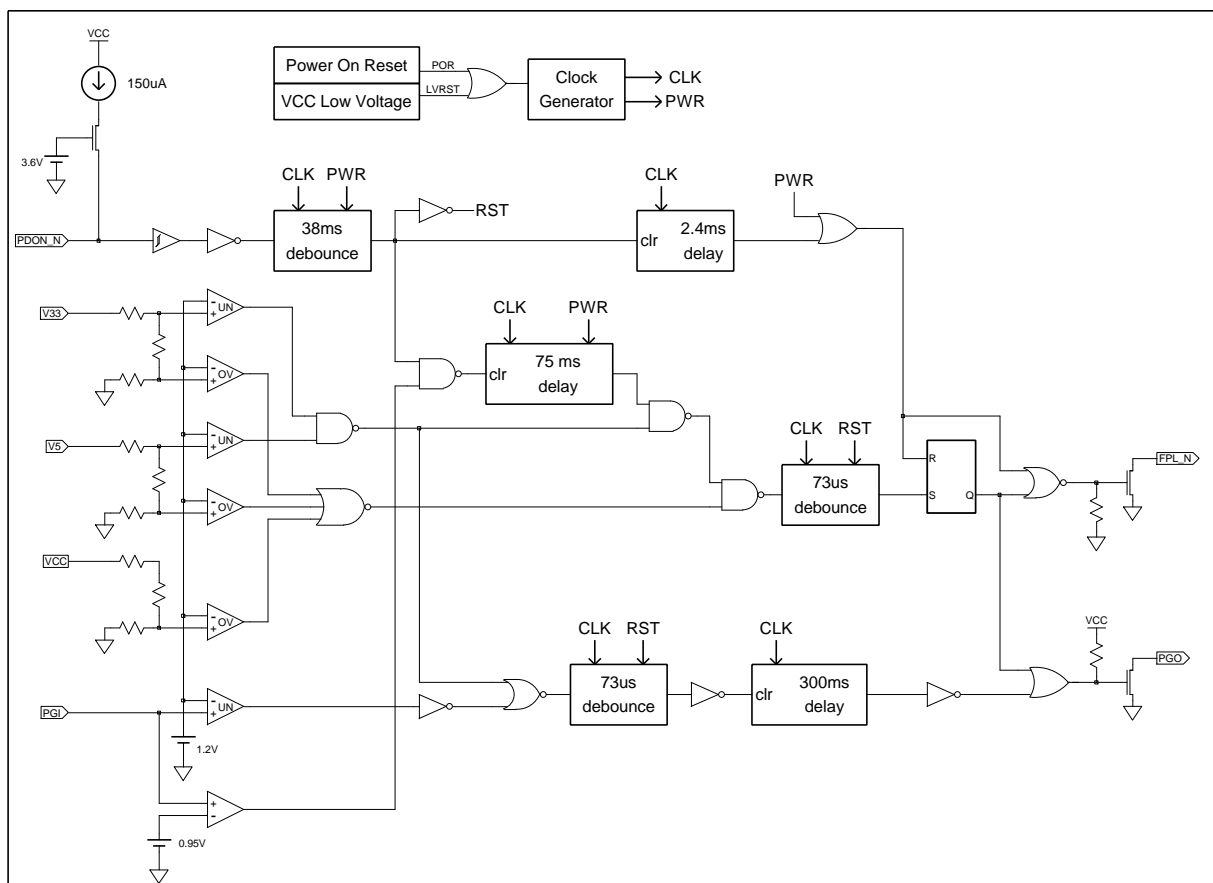 VCC
150uA
3.6V
Power On Reset
VCC Low Voltage
POR
LVRST
Clock
Generator
CLK
PWR
CLK
PWR
38ms
debounce
RST
CLK
clr
2.4ms
delay
PWR
PDON_N
V33
-
+
UN
-
+
OV
CLK
PWR
clr
75 ms
delay
V5
-
+
UN
-
+
OV
CLK
RST
73us
debounce
R
S
Q
FPL_N
VCC
-
+
OV
CLK
RST
73us
debounce
CLK
clr
300ms
delay
VCC
PGO
PGI
-
+
UN
1.2V
+
-
0.95V